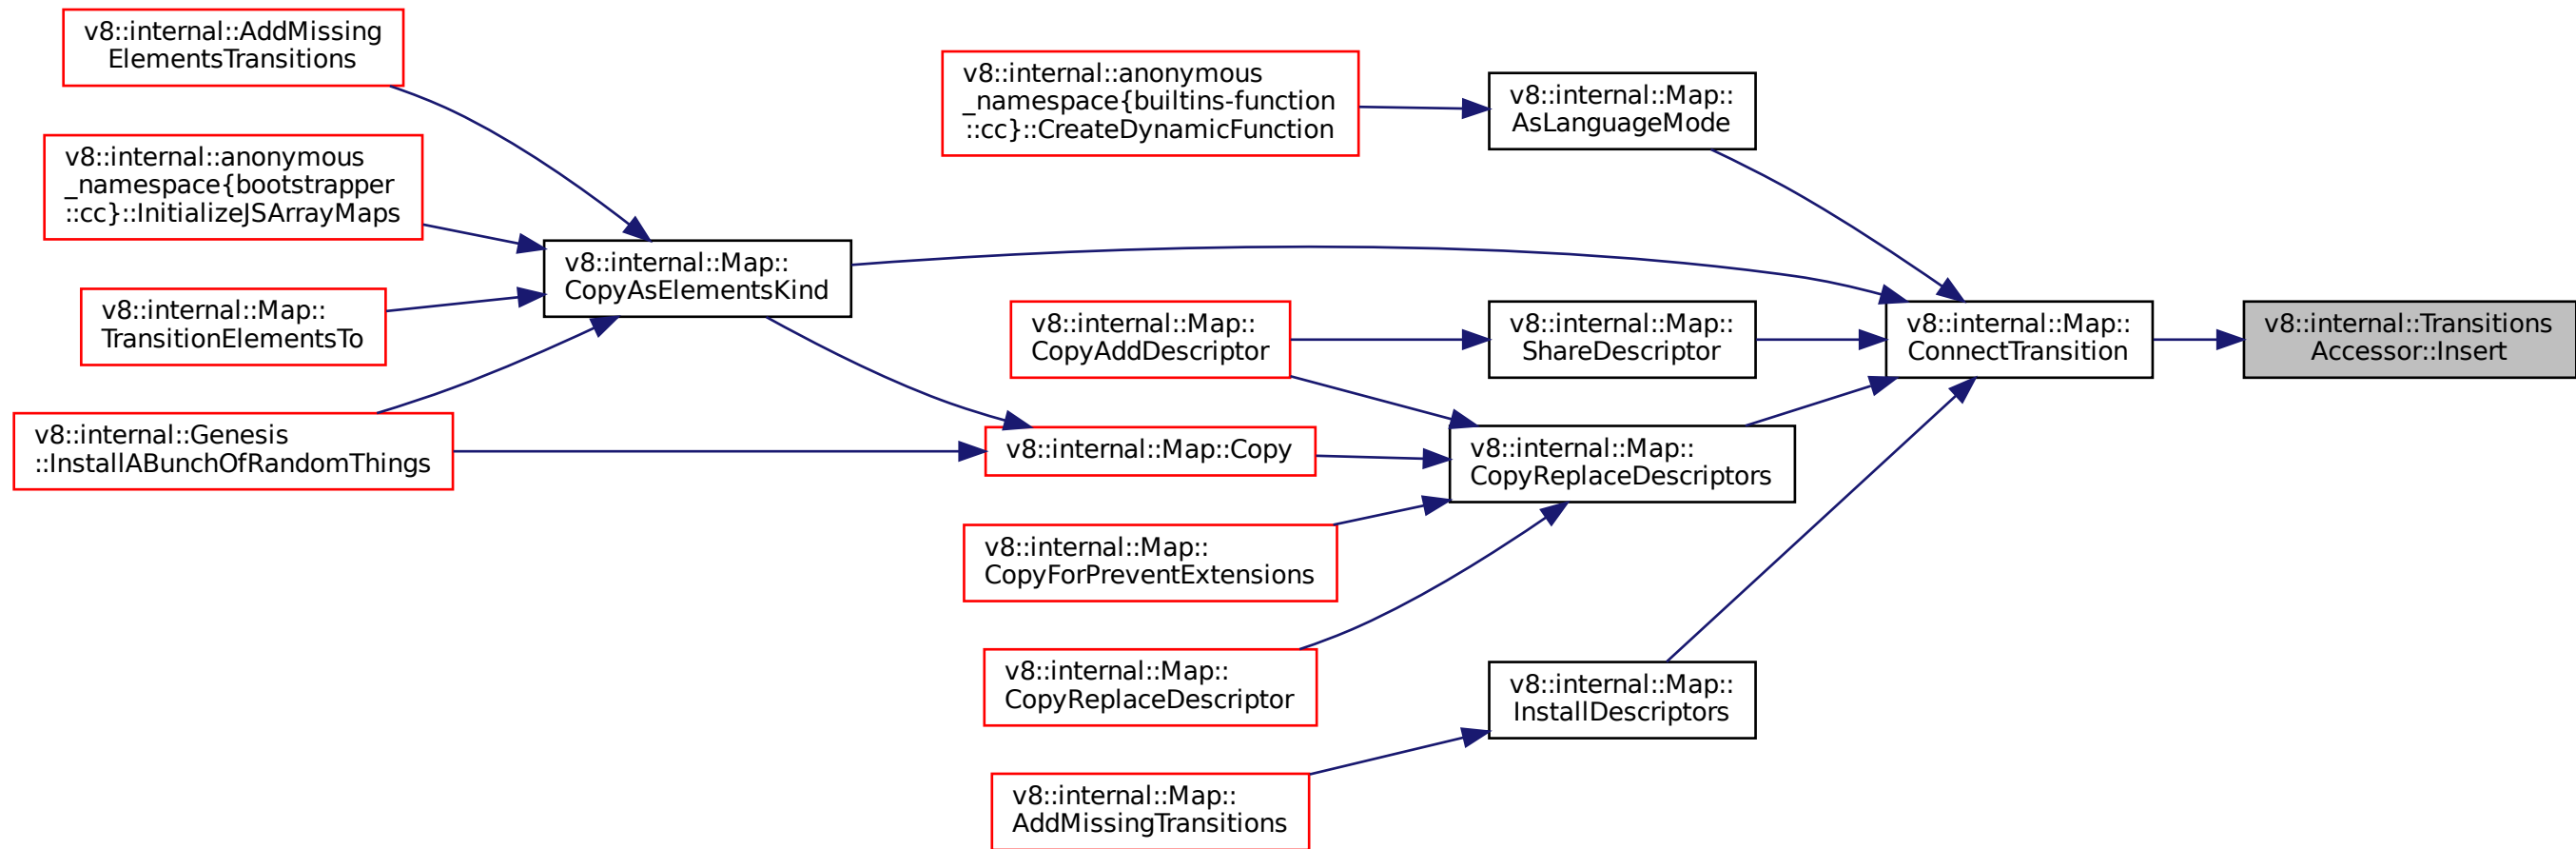 v8::internal::AddMissing
ElementsTransitions
v8::internal::anonymous
_namespace{bootstrapper
::cc}::InitializeJSArrayMaps
v8::internal::Map::
TransitionElementsTo
v8::internal::Genesis
::InstallABunchOfRandomThings
v8::internal::Map::
CopyAsElementsKind
v8::internal::anonymous
_namespace{builtins-function
::cc}::CreateDynamicFunction
v8::internal::Map::
CopyAddDescriptor
v8::internal::Map::Copy
v8::internal::Map::
CopyForPreventExtensions
v8::internal::Map::
CopyReplaceDescriptor
v8::internal::Map::
AddMissingTransitions
v8::internal::Map::
AsLanguageMode
v8::internal::Map::
ShareDescriptor
v8::internal::Map::
CopyReplaceDescriptors
v8::internal::Map::
InstallDescriptors
v8::internal::Map::
ConnectTransition
v8::internal::Transitions
Accessor::Insert